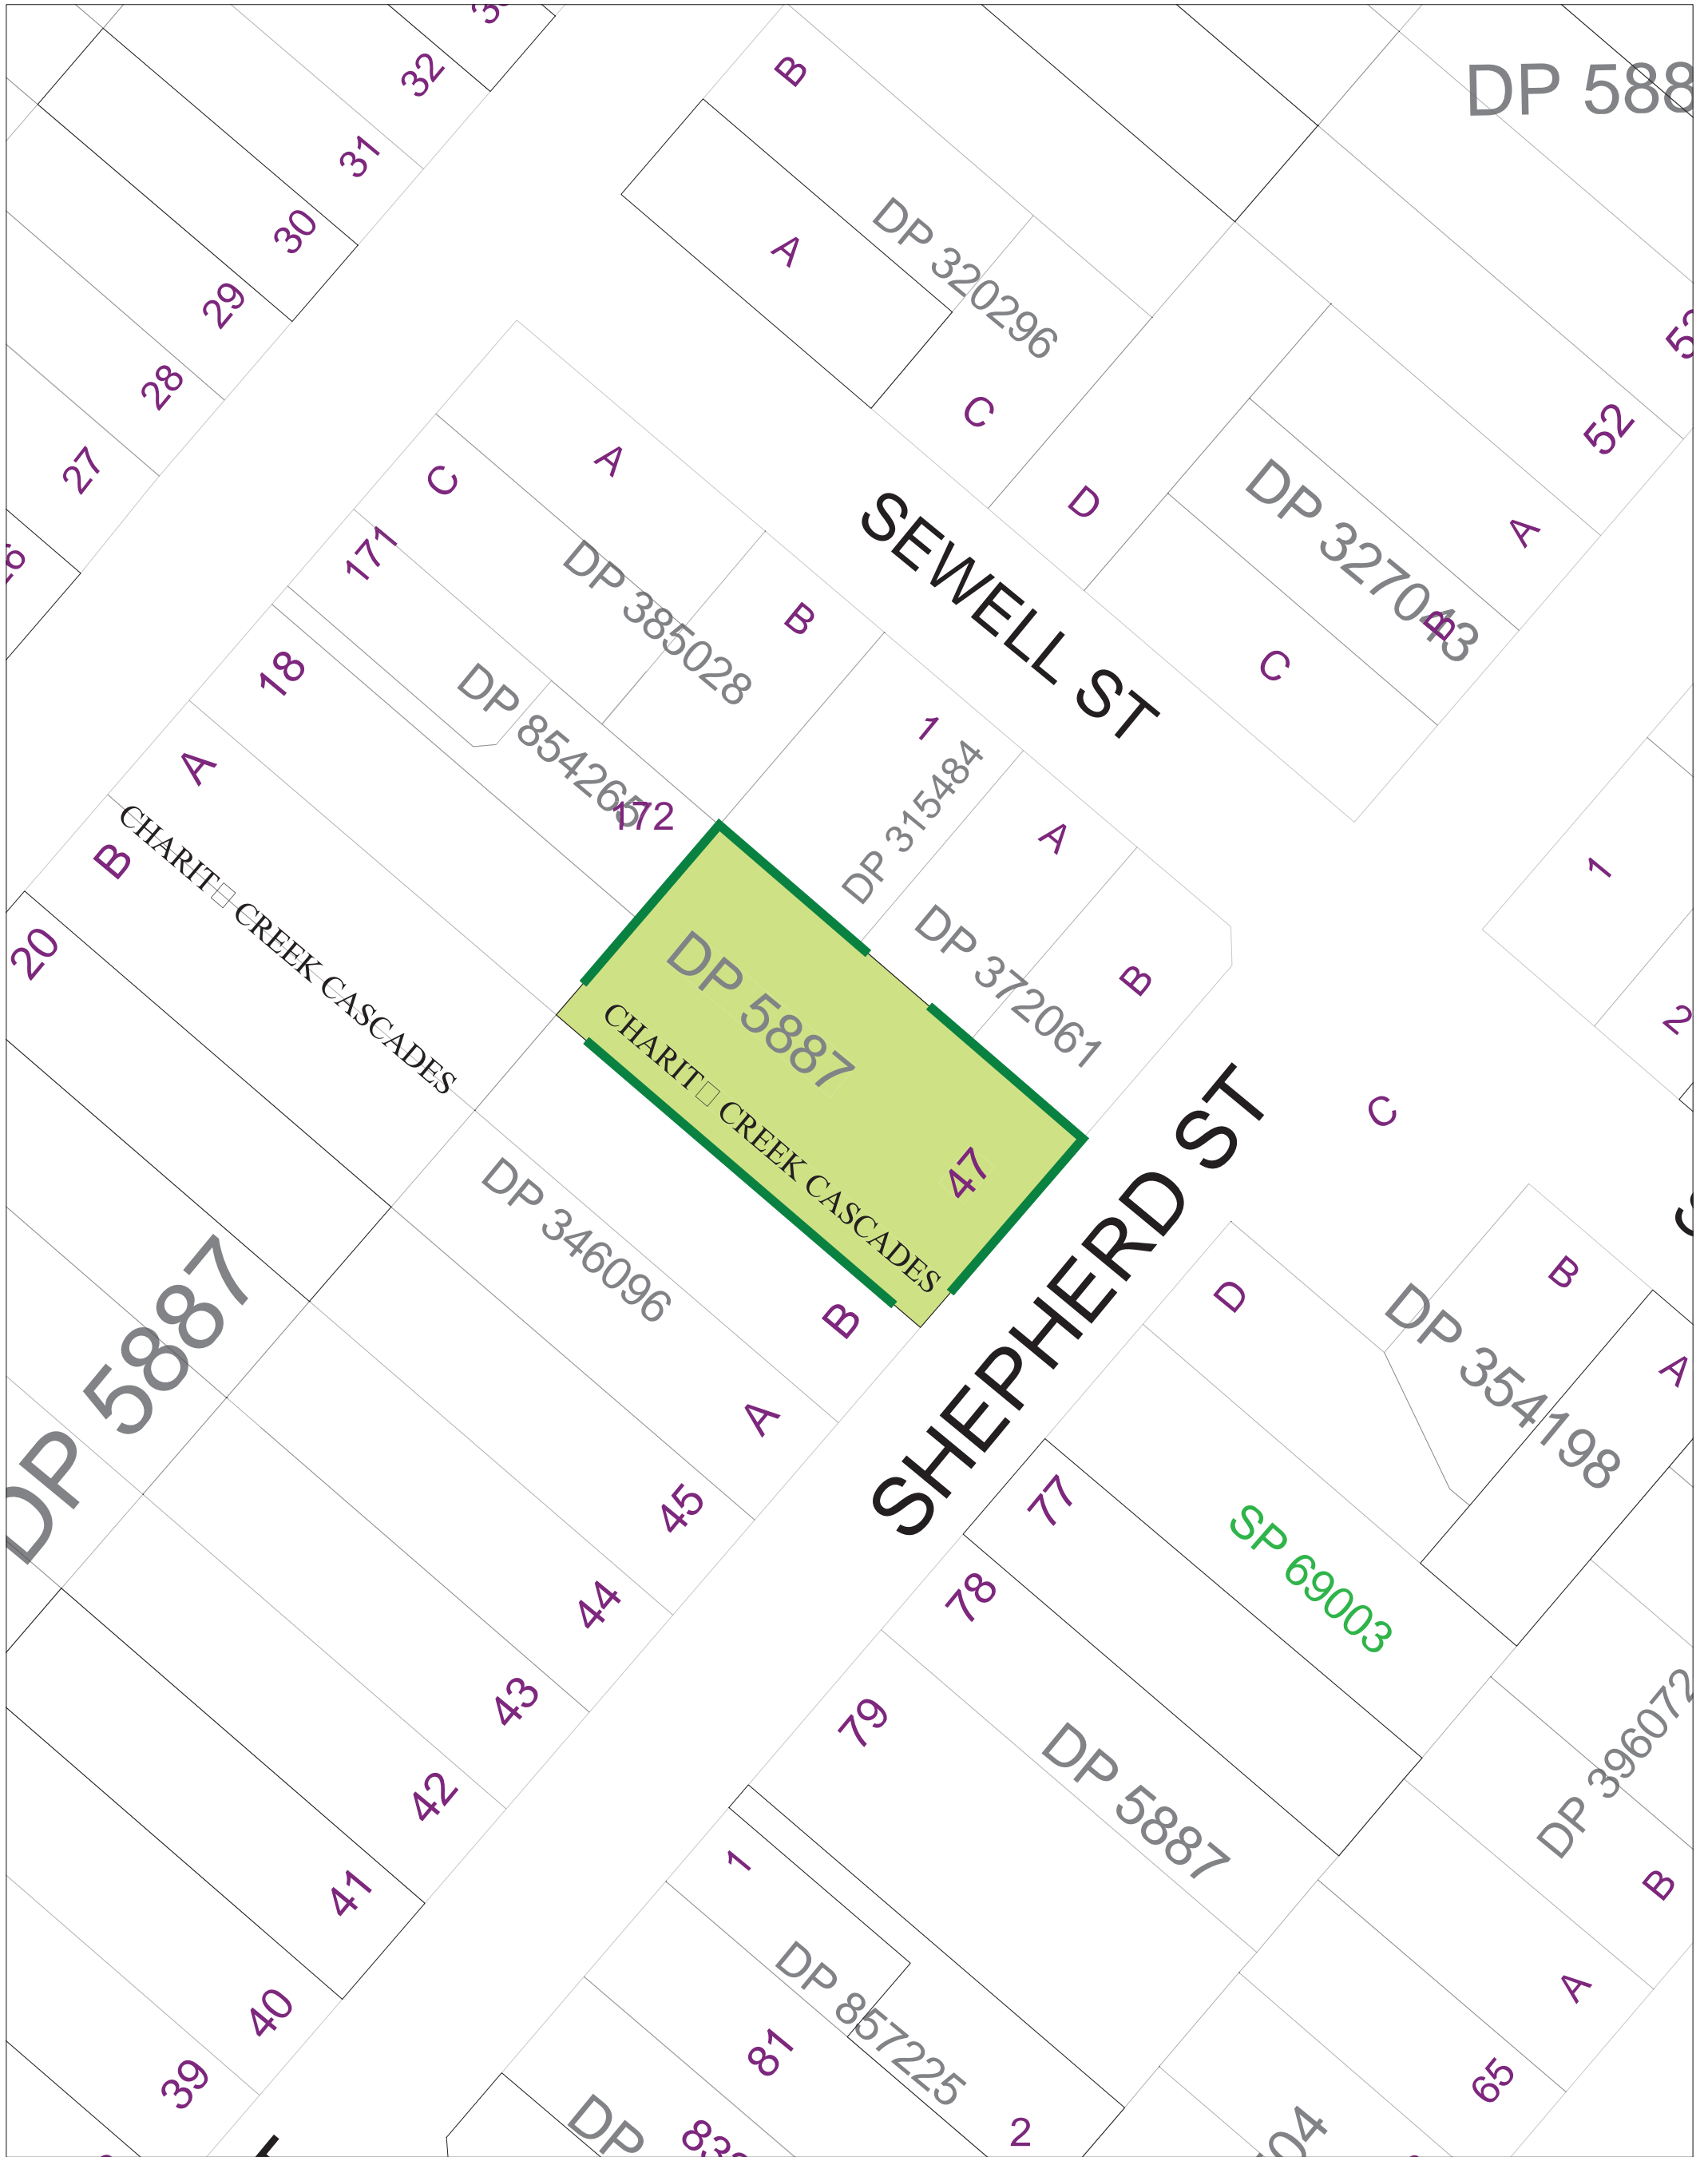 32
31
30
29
28
27
B
A
DP 320296
C
D
DP 588
52
A
DP 327043
B
C
SEWELL ST
A
C
171
DP 385028
B
18
DP 854265
172
A
B
20
CHARIT□ CREEK CASCADES
1
DP 315484
A
DP 372061
B
1
2
C
DP 5887
CHARIT□ CREEK CASCADES
47
SHEPHERD ST
DP 346096
B
A
DP 5887
D
B
DP 354198
A
45
44
43
42
41
40
39
77
78
79
SP 69003
DP 5887
DP 396072
B
A
65
1
DP 857225
81
2
DP
04